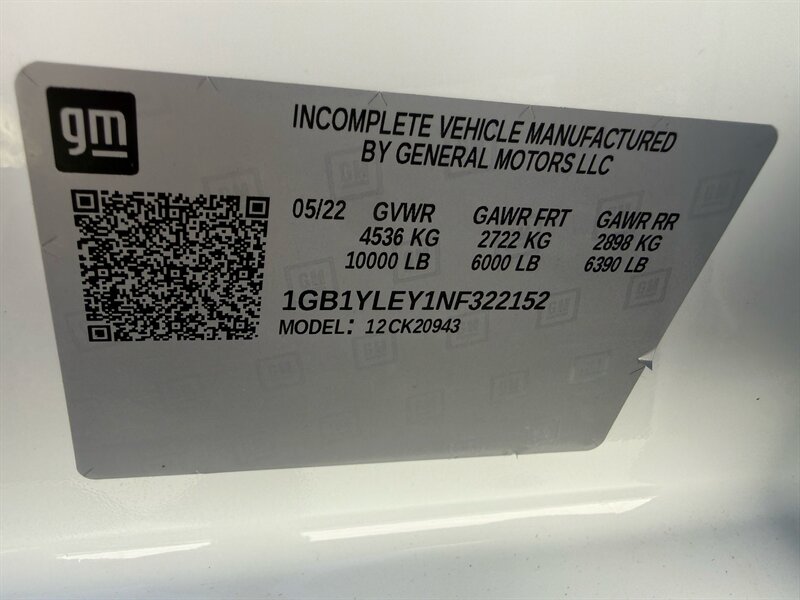 gm
INCOMPLETE VEHICLE MANUFACTURED
BY GENERAL MOTORS LLC
05/22 GVWR GAWR FRT GAWR RR
4536 KG 2722 KG 2898 KG
10000 LB 6000 LB 6390 LB
1GB1YLEY1NF322152
MODEL: 12CK20943